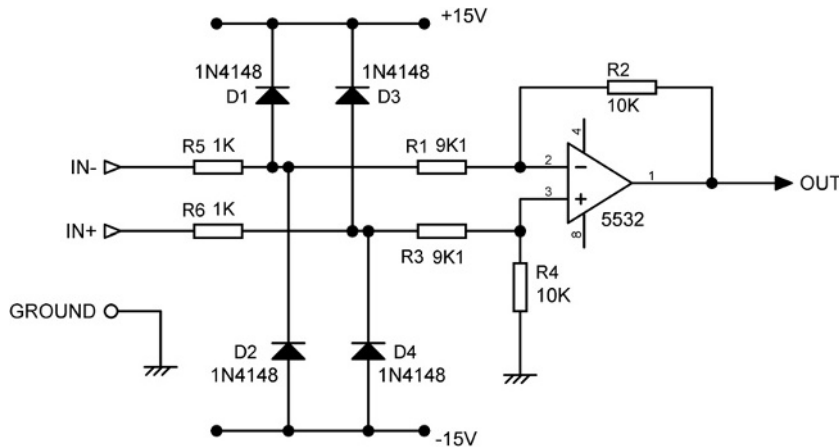 +15V
1N4148
D1
1N4148
D3
R2
10K
IN-
R5 1K
R1 9K1
2
4
1
OUT
IN+
R6 1K
R3 9K1
3
8
5532
R4
10K
GROUND
D2
1N4148
D4
1N4148
-15V